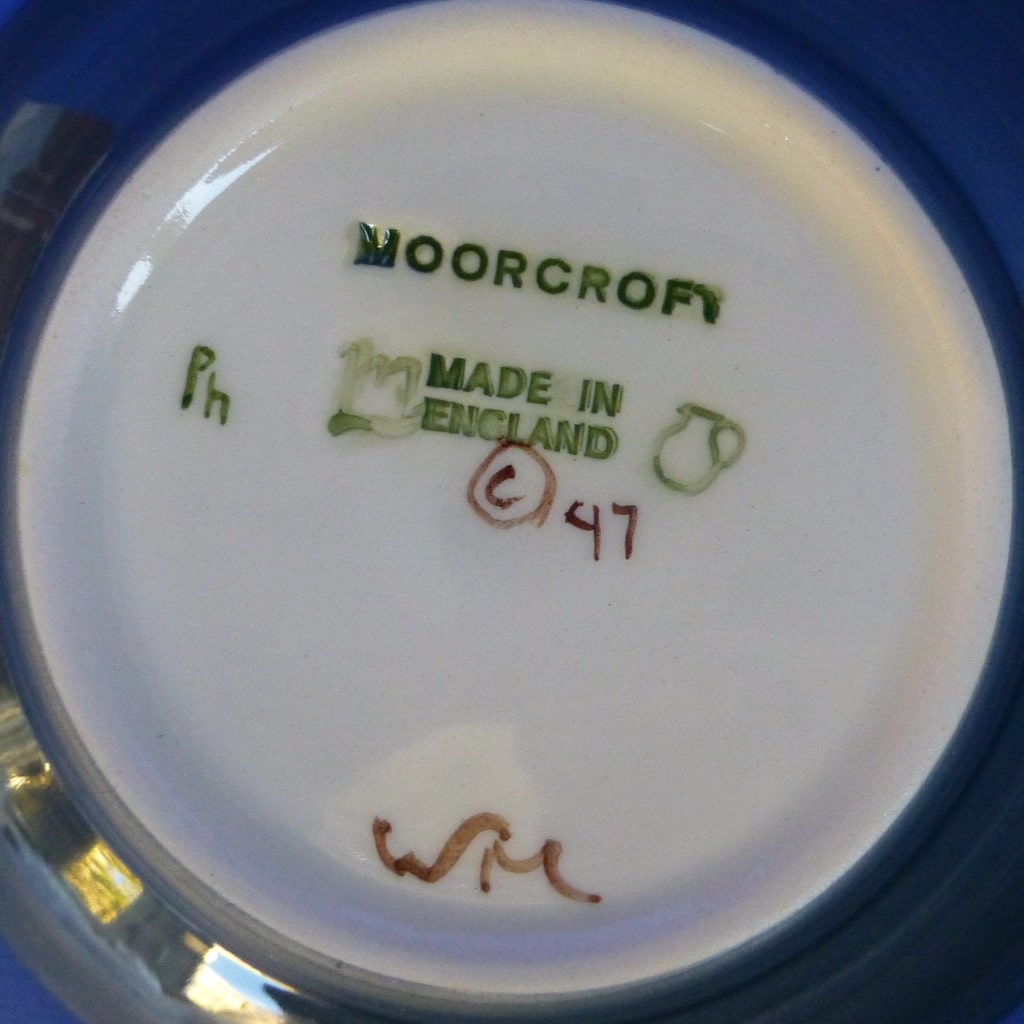 MOORCROFT
Ph
M MADE IN
ENGLAND
© 47
WM